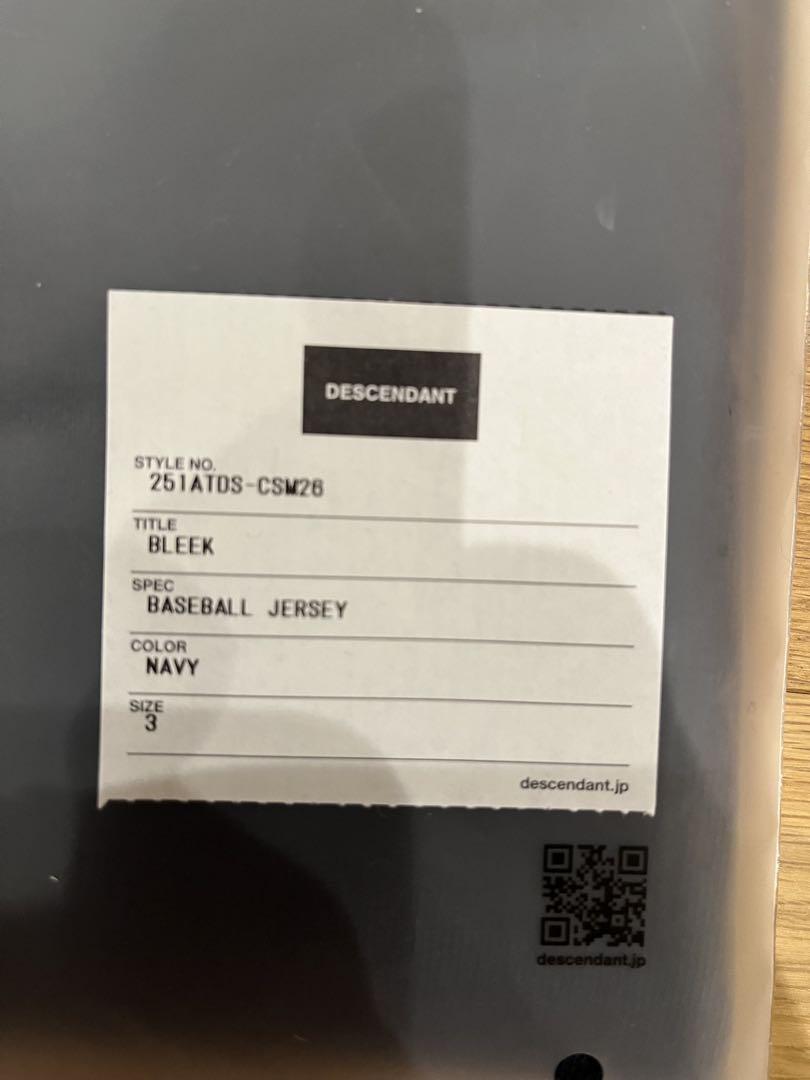 DESCENDANT
STYLE NO.
251ATDS-CSM26
TITLE
BLEEK
SPEC
BASEBALL JERSEY
COLOR
NAVY
SIZE
3
descendant.jp
descendant.jp